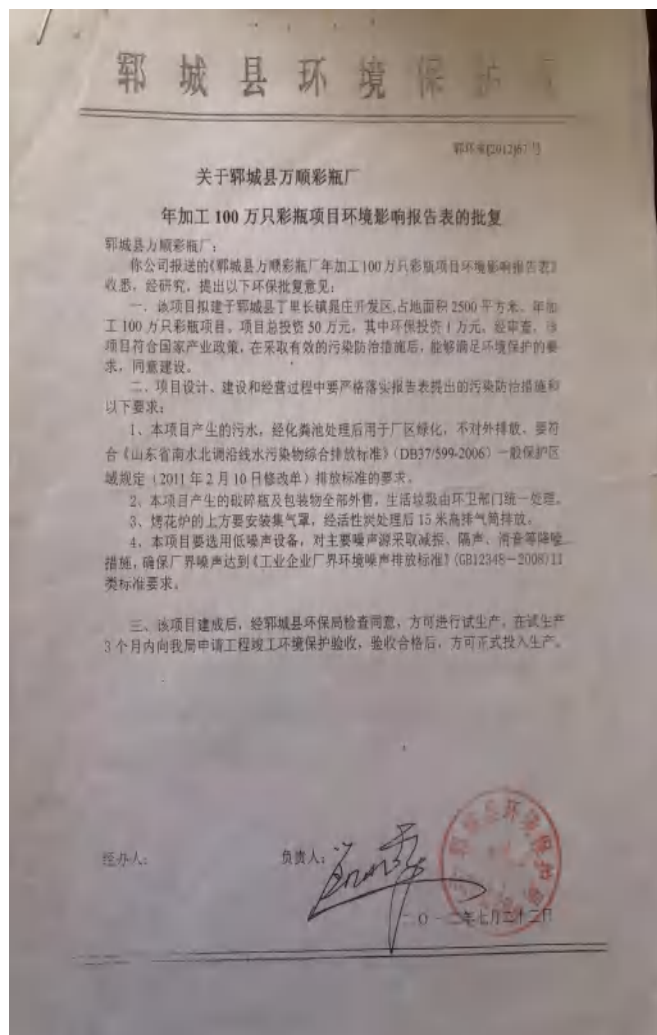 郓城县环境保护局
郓环审[2012]67号
关于郓城县万顺彩瓶厂
年加工 100 万只彩瓶项目环境影响报告表的批复
郓城县万顺彩瓶厂：
你公司报送的《郓城县万顺彩瓶厂年加工100万只彩瓶项目环境影响报告表》
收悉，经研究，提出以下环保批复意见：
一、该项目拟建于郓城县丁里长镇晁庄开发区,占地面积 2500 平方米，年加
工 100 万只彩瓶项目。项目总投资 50 万元，其中环保投资 1 万元。经审查，该
项目符合国家产业政策，在采取有效的污染防治措施后，能够满足环境保护的要
求，同意建设。
二、项目设计、建设和经营过程中要严格落实报告表提出的污染防治措施和
以下要求：
1、本项目产生的污水，经化粪池处理后用于厂区绿化，不对外排放，要符
合《山东省南水北调沿线水污染物综合排放标准》（DB37/599-2006）一般保护区
域规定（2011 年 2 月 10 日修改单）排放标准的要求。
2、本项目产生的破碎瓶及包装物全部外售，生活垃圾由环卫部门统一处理。
3、烤花炉的上方要安装集气罩，经活性炭处理后 15 米高排气筒排放。
4、本项目要选用低噪声设备，对主要噪声源采取减振、隔声、消音等降噪
措施，确保厂界噪声达到《工业企业厂界环境噪声排放标准》（GB12348－2008)II
类标准要求。
三、该项目建成后，经郓城县环保局检查同意，方可进行试生产，在试生产
3 个月内向我局申请工程竣工环境保护验收，验收合格后，方可正式投入生产。
郓城县环境保护局
经办人：
负责人：
二〇一二年七月二十三日